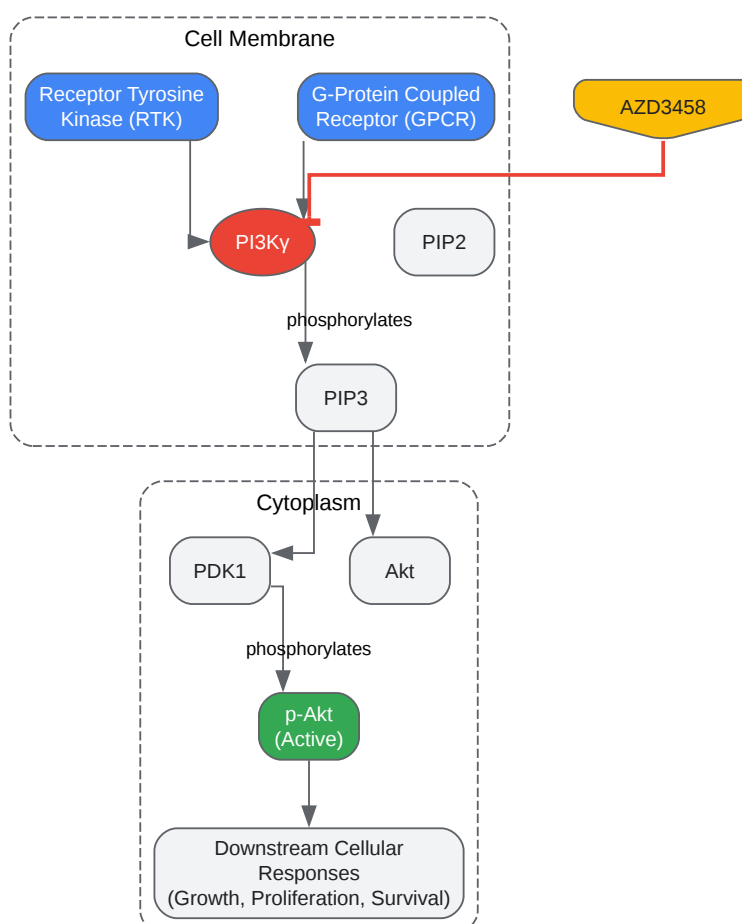 Cell Membrane
Receptor Tyrosine
Kinase (RTK)
G-Protein Coupled
Receptor (GPCR)
AZD3458
PI3Kγ
PIP2
phosphorylates
PIP3
Cytoplasm
PDK1
Akt
phosphorylates
p-Akt
(Active)
Downstream Cellular
Responses
(Growth, Proliferation, Survival)